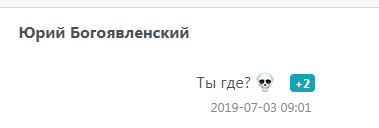 Юрий Богоявленский
Ты где? 💀 +2
2019-07-03 09:01